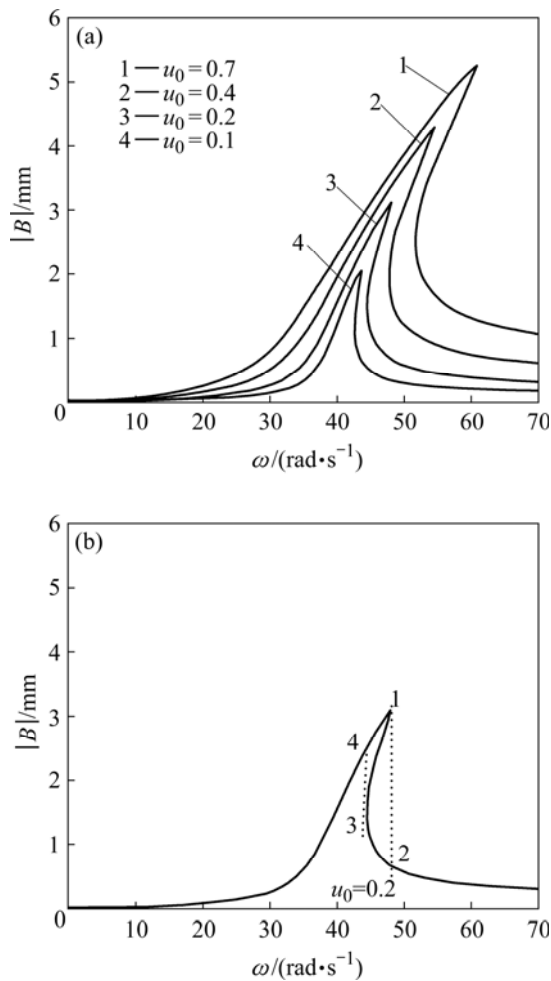 (a)
1 — u₀ = 0.7
2 — u₀ = 0.4
3 — u₀ = 0.2
4 — u₀ = 0.1
1
2
3
4
|B|/mm
6
5
4
3
2
1
0
10 20 30 40 50 60 70
ω/(rad•s⁻¹)
(b)
1
4
3
2
u₀=0.2
|B|/mm
6
5
4
3
2
1
0
10 20 30 40 50 60 70
ω/(rad•s⁻¹)